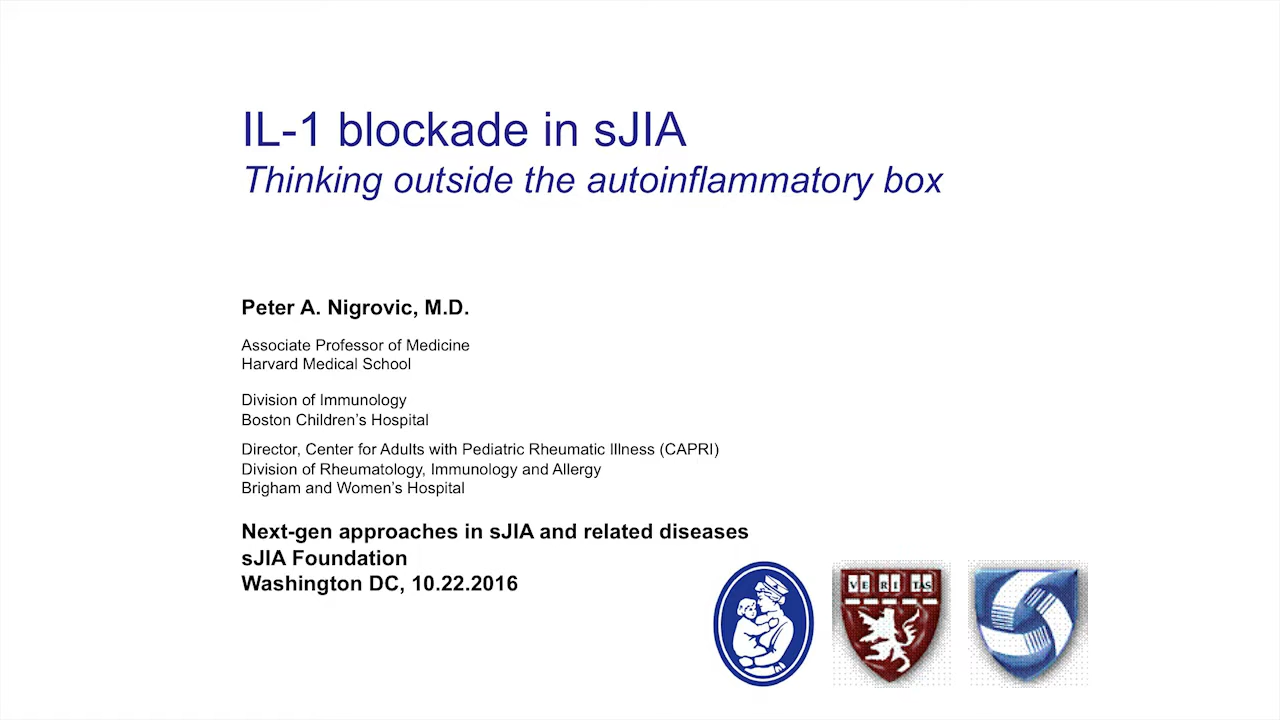 IL-1 blockade in sJIA
Thinking outside the autoinflammatory box
Peter A. Nigrovic, M.D.
Associate Professor of Medicine
Harvard Medical School
Division of Immunology
Boston Children’s Hospital
Director, Center for Adults with Pediatric Rheumatic Illness (CAPRI)
Division of Rheumatology, Immunology and Allergy
Brigham and Women’s Hospital
Next-gen approaches in sJIA and related diseases
sJIA Foundation
Washington DC, 10.22.2016
VE RI TAS